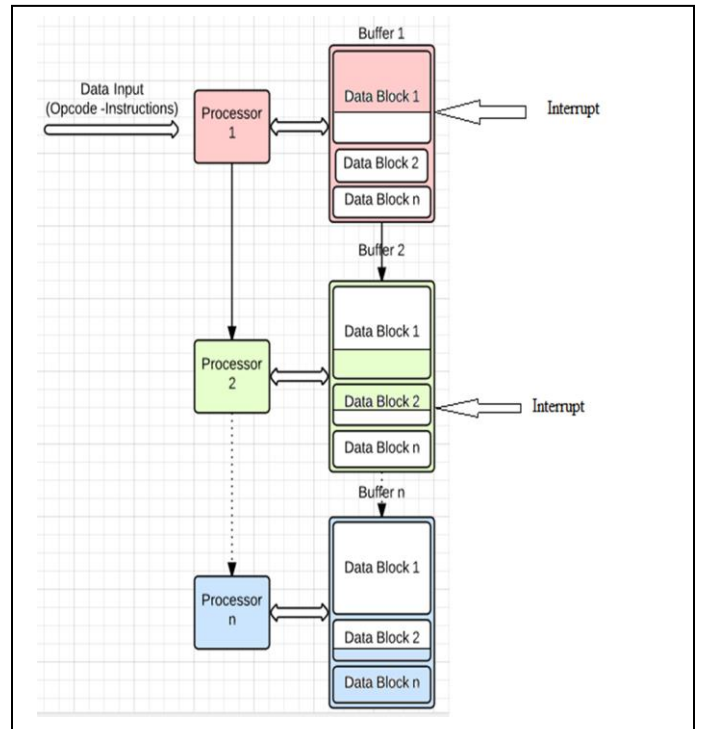 Buffer 1
Data Input
(Opcode -Instructions)
Processor
1
Data Block 1
Interrupt
Data Block 2
Data Block n
Buffer 2
Processor
2
Data Block 1
Data Block 2
Interrupt
Data Block n
Buffer n
Processor
n
Data Block 1
Data Block 2
Data Block n